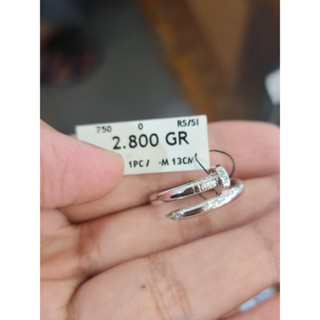 750 0 RS/SI
2.800 GR
1PC / -M 13CM